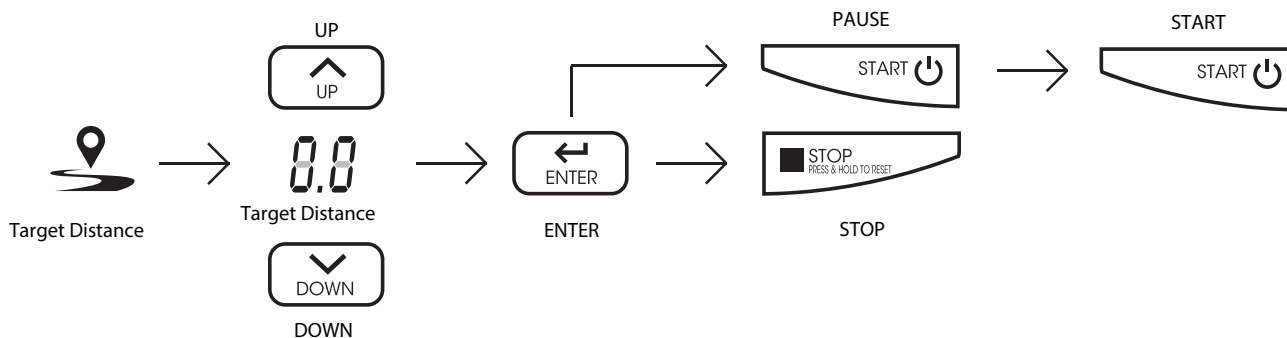 UP
UP
0.0
Target Distance
DOWN
DOWN
Target Distance
ENTER
ENTER
PAUSE
START
START
START
STOP
PRESS & HOLD TO RESET
STOP